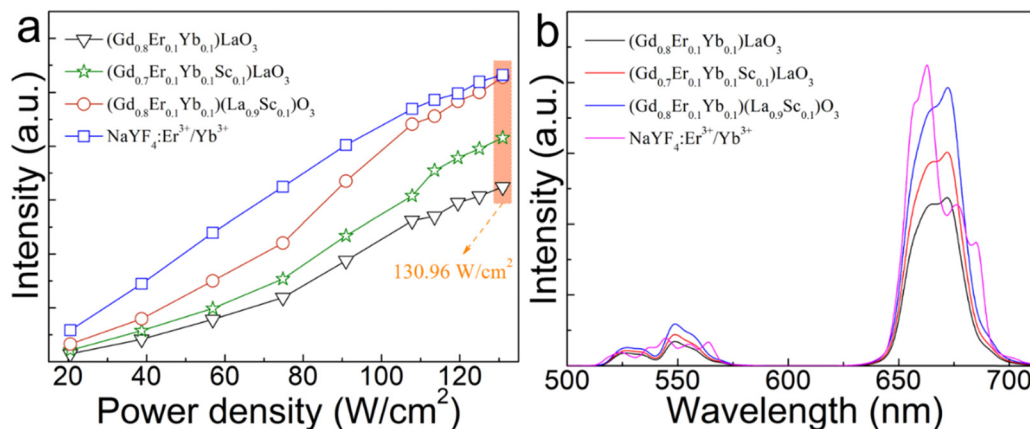 a
(Gd₀.₈Er₀.₁Yb₀.₁)LaO₃
(Gd₀.₇Er₀.₁Yb₀.₁Sc₀.₁)LaO₃
(Gd₀.₈Er₀.₁Yb₀.₁)(La₀.₉Sc₀.₁)O₃
NaYF₄:Er³⁺/Yb³⁺
130.96 W/cm²
Intensity (a.u.)
20 40 60 80 100 120
Power density (W/cm²)
b
(Gd₀.₈Er₀.₁Yb₀.₁)LaO₃
(Gd₀.₇Er₀.₁Yb₀.₁Sc₀.₁)LaO₃
(Gd₀.₈Er₀.₁Yb₀.₁)(La₀.₉Sc₀.₁)O₃
NaYF₄:Er³⁺/Yb³⁺
Intensity (a.u.)
500 550 600 650 700
Wavelength (nm)